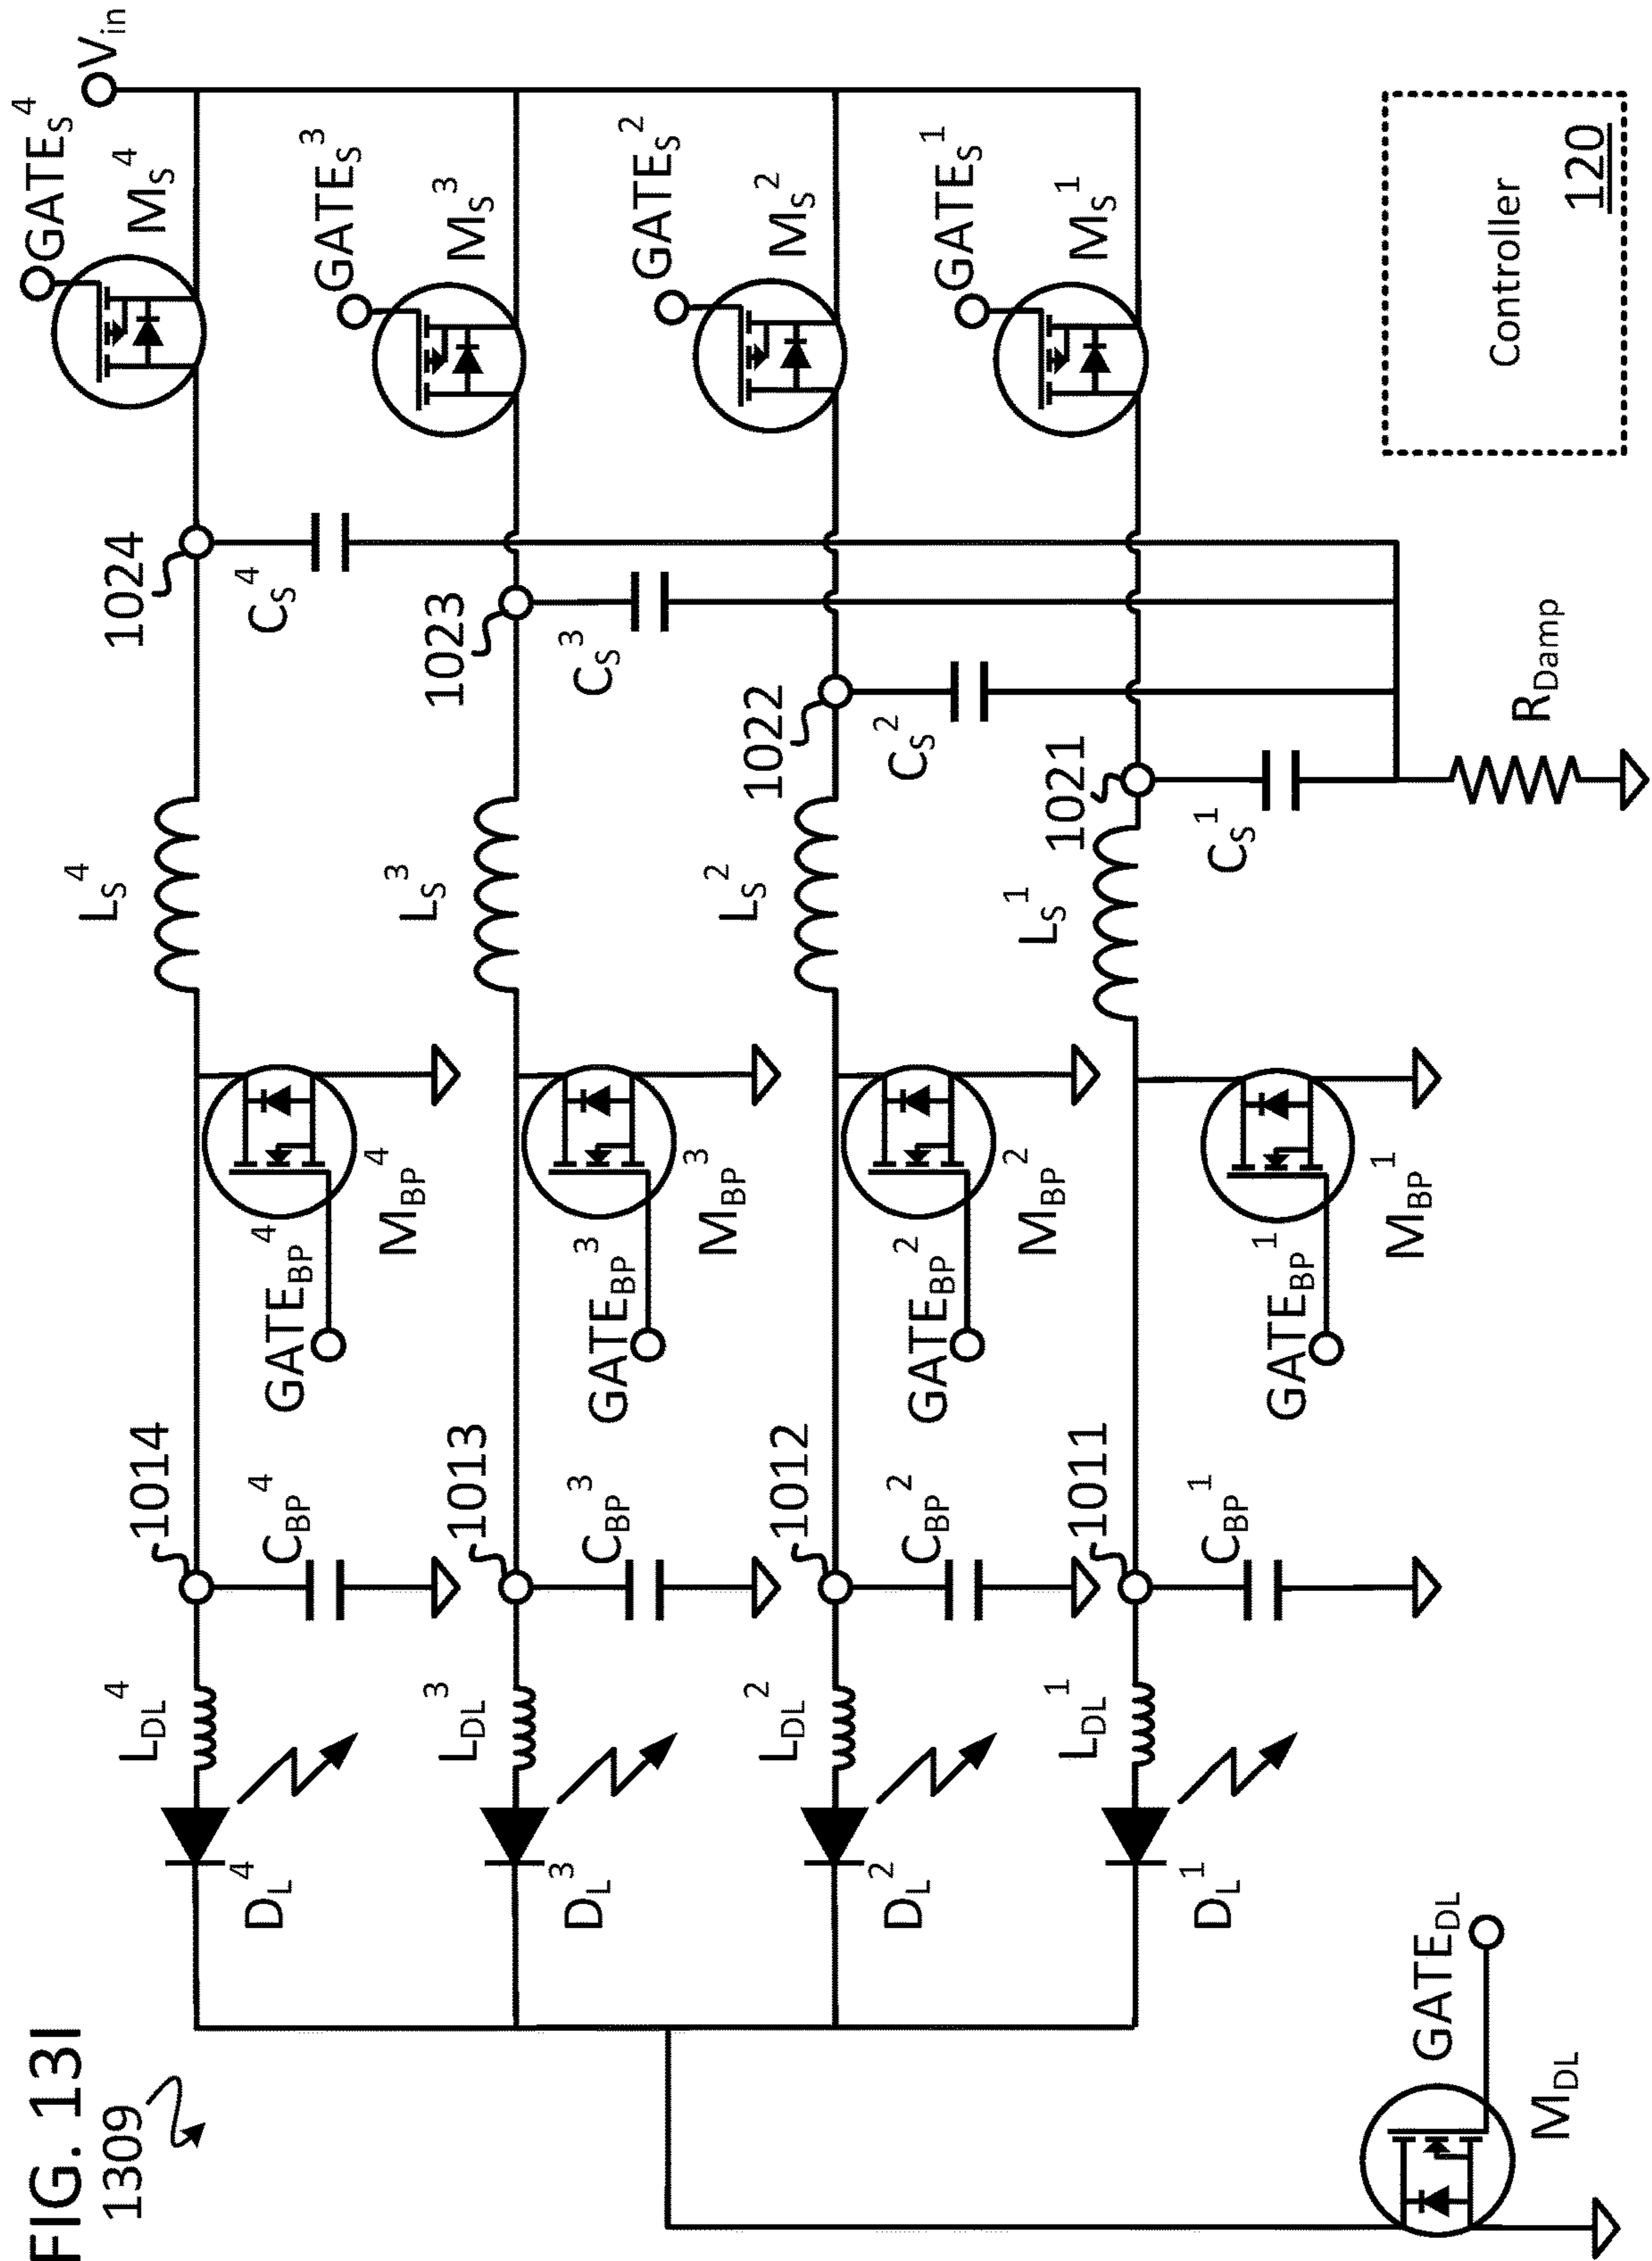 FIG. 13I
1309
V_in
GATE_S^4
M_S^4
GATE_S^3
M_S^3
GATE_S^2
M_S^2
GATE_S^1
M_S^1
1024
C_S^4
1023
C_S^3
1022
C_S^2
1021
C_S^1
R_Damp
L_S^4
L_S^3
L_S^2
L_S^1
GATE_BP^4
M_BP^4
GATE_BP^3
M_BP^3
GATE_BP^2
M_BP^2
GATE_BP^1
M_BP^1
1014
C_BP^4
1013
C_BP^3
1012
C_BP^2
1011
C_BP^1
L_DL^4
L_DL^3
L_DL^2
L_DL^1
D_L^4
D_L^3
D_L^2
D_L^1
GATE_DL
M_DL
Controller
120